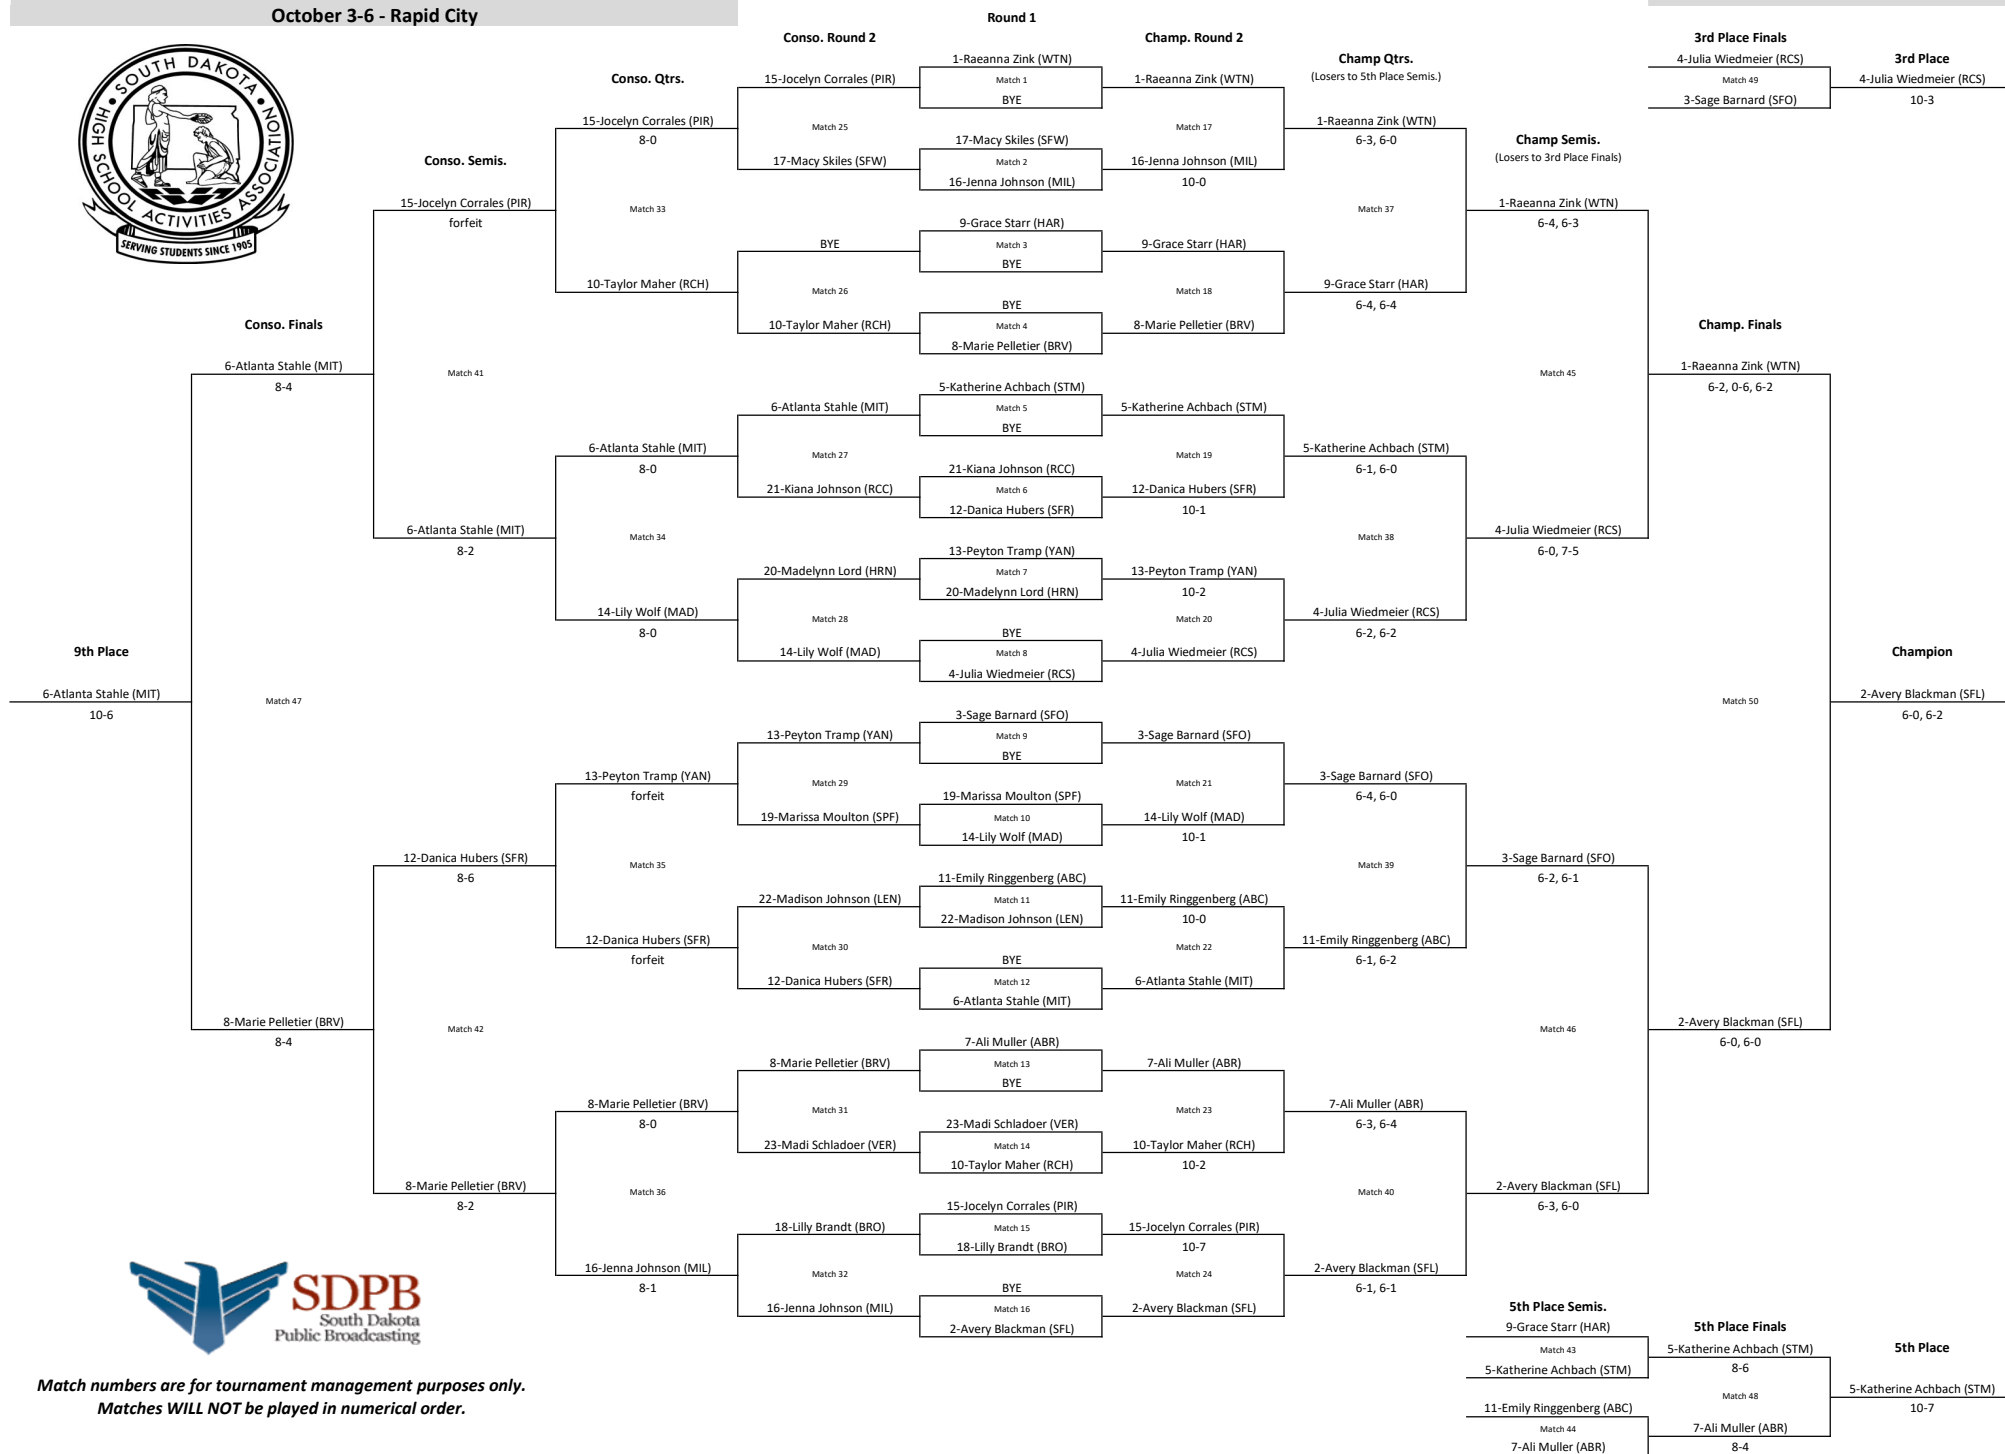 October 3-6 - Rapid City
SOUTH DAKOTA
HIGH SCHOOL ACTIVITIES ASSOCIATION
SERVING STUDENTS SINCE 1905
9th Place
6-Atlanta Stahle (MIT)
10-6
Conso. Finals
6-Atlanta Stahle (MIT)
8-4
Match 47
8-Marie Pelletier (BRV)
8-4
Conso. Semis.
15-Jocelyn Corrales (PIR)
forfeit
Match 41
6-Atlanta Stahle (MIT)
8-2
12-Danica Hubers (SFR)
8-6
Match 42
8-Marie Pelletier (BRV)
8-2
Conso. Qtrs.
15-Jocelyn Corrales (PIR)
8-0
Match 33
10-Taylor Maher (RCH)
6-Atlanta Stahle (MIT)
8-0
Match 34
14-Lily Wolf (MAD)
8-0
13-Peyton Tramp (YAN)
forfeit
Match 35
12-Danica Hubers (SFR)
forfeit
8-Marie Pelletier (BRV)
8-0
Match 36
16-Jenna Johnson (MIL)
8-1
Conso. Round 2
15-Jocelyn Corrales (PIR)
Match 25
17-Macy Skiles (SFW)
BYE
Match 26
10-Taylor Maher (RCH)
6-Atlanta Stahle (MIT)
Match 27
21-Kiana Johnson (RCC)
20-Madelynn Lord (HRN)
Match 28
14-Lily Wolf (MAD)
13-Peyton Tramp (YAN)
Match 29
19-Marissa Moulton (SPF)
22-Madison Johnson (LEN)
Match 30
12-Danica Hubers (SFR)
8-Marie Pelletier (BRV)
Match 31
23-Madi Schladoer (VER)
18-Lilly Brandt (BRO)
Match 32
16-Jenna Johnson (MIL)
Round 1
1-Raeanna Zink (WTN)
Match 1
BYE
17-Macy Skiles (SFW)
Match 2
16-Jenna Johnson (MIL)
9-Grace Starr (HAR)
Match 3
BYE
BYE
Match 4
8-Marie Pelletier (BRV)
5-Katherine Achbach (STM)
Match 5
BYE
21-Kiana Johnson (RCC)
Match 6
12-Danica Hubers (SFR)
13-Peyton Tramp (YAN)
Match 7
20-Madelynn Lord (HRN)
BYE
Match 8
4-Julia Wiedmeier (RCS)
3-Sage Barnard (SFO)
Match 9
BYE
19-Marissa Moulton (SPF)
Match 10
14-Lily Wolf (MAD)
11-Emily Ringgenberg (ABC)
Match 11
22-Madison Johnson (LEN)
BYE
Match 12
6-Atlanta Stahle (MIT)
7-Ali Muller (ABR)
Match 13
BYE
23-Madi Schladoer (VER)
Match 14
10-Taylor Maher (RCH)
15-Jocelyn Corrales (PIR)
Match 15
18-Lilly Brandt (BRO)
BYE
Match 16
2-Avery Blackman (SFL)
Champ. Round 2
1-Raeanna Zink (WTN)
Match 17
16-Jenna Johnson (MIL)
10-0
9-Grace Starr (HAR)
Match 18
8-Marie Pelletier (BRV)
5-Katherine Achbach (STM)
Match 19
12-Danica Hubers (SFR)
10-1
13-Peyton Tramp (YAN)
10-2
Match 20
4-Julia Wiedmeier (RCS)
3-Sage Barnard (SFO)
Match 21
14-Lily Wolf (MAD)
10-1
11-Emily Ringgenberg (ABC)
10-0
Match 22
6-Atlanta Stahle (MIT)
7-Ali Muller (ABR)
Match 23
10-Taylor Maher (RCH)
10-2
15-Jocelyn Corrales (PIR)
10-7
Match 24
2-Avery Blackman (SFL)
Champ Qtrs.
(Losers to 5th Place Semis.)
1-Raeanna Zink (WTN)
6-3, 6-0
Match 37
9-Grace Starr (HAR)
6-4, 6-4
5-Katherine Achbach (STM)
6-1, 6-0
Match 38
4-Julia Wiedmeier (RCS)
6-2, 6-2
3-Sage Barnard (SFO)
6-4, 6-0
Match 39
11-Emily Ringgenberg (ABC)
6-1, 6-2
7-Ali Muller (ABR)
6-3, 6-4
Match 40
2-Avery Blackman (SFL)
6-1, 6-1
Champ Semis.
(Losers to 3rd Place Finals)
1-Raeanna Zink (WTN)
6-4, 6-3
Match 45
4-Julia Wiedmeier (RCS)
6-0, 7-5
3-Sage Barnard (SFO)
6-2, 6-1
Match 46
2-Avery Blackman (SFL)
6-3, 6-0
Champ. Finals
1-Raeanna Zink (WTN)
6-2, 0-6, 6-2
Match 50
2-Avery Blackman (SFL)
6-0, 6-0
Champion
2-Avery Blackman (SFL)
6-0, 6-2
3rd Place Finals
4-Julia Wiedmeier (RCS)
Match 49
3-Sage Barnard (SFO)
3rd Place
4-Julia Wiedmeier (RCS)
10-3
5th Place Semis.
9-Grace Starr (HAR)
Match 43
5-Katherine Achbach (STM)
11-Emily Ringgenberg (ABC)
Match 44
7-Ali Muller (ABR)
5th Place Finals
5-Katherine Achbach (STM)
8-6
Match 48
7-Ali Muller (ABR)
8-4
5th Place
5-Katherine Achbach (STM)
10-7
SDPB
South Dakota
Public Broadcasting
Match numbers are for tournament management purposes only.
Matches WILL NOT be played in numerical order.